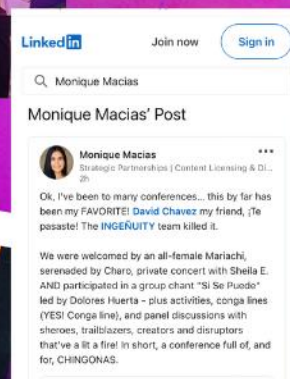 Linked in
Join now
Sign in
Monique Macias
Monique Macias' Post
Monique Macias
Strategic Partnerships | Content Licensing & Di...
2h
Ok, I've been to many conferences... this by far has
been my FAVORITE! David Chavez my friend, ¡Te
pasaste! The INGEÑUITY team killed it.
We were welcomed by an all-female Mariachi,
serenaded by Charo, private concert with Sheila E.
AND participated in a group chant "Si Se Puede"
led by Dolores Huerta – plus activities, conga lines
(YES! Conga line), and panel discussions with
sheroes, trailblazers, creators and disruptors
that've a lit a fire! In short, a conference full of, and
for, CHINGONAS.